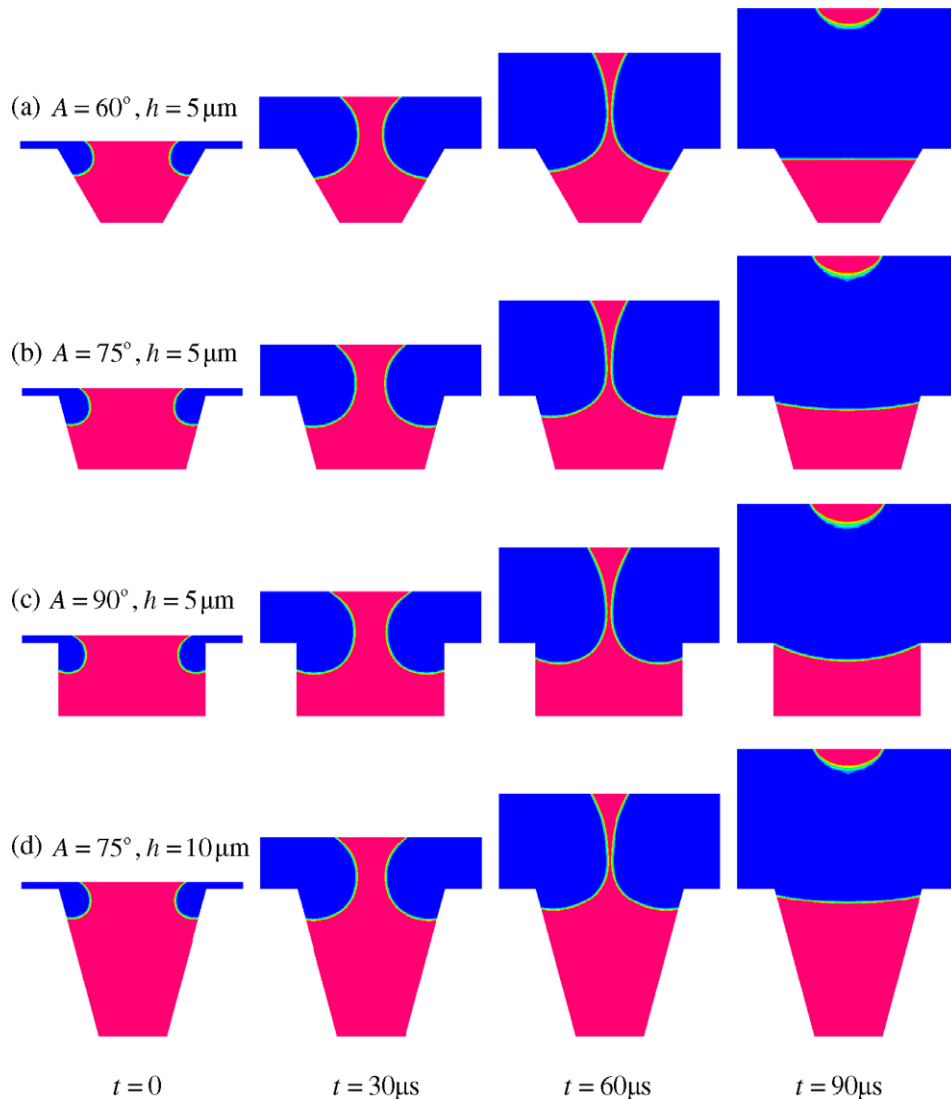 (a) A = 60°, h = 5 μm
(b) A = 75°, h = 5 μm
(c) A = 90°, h = 5 μm
(d) A = 75°, h = 10 μm
t = 0 t = 30μs t = 60μs t = 90μs